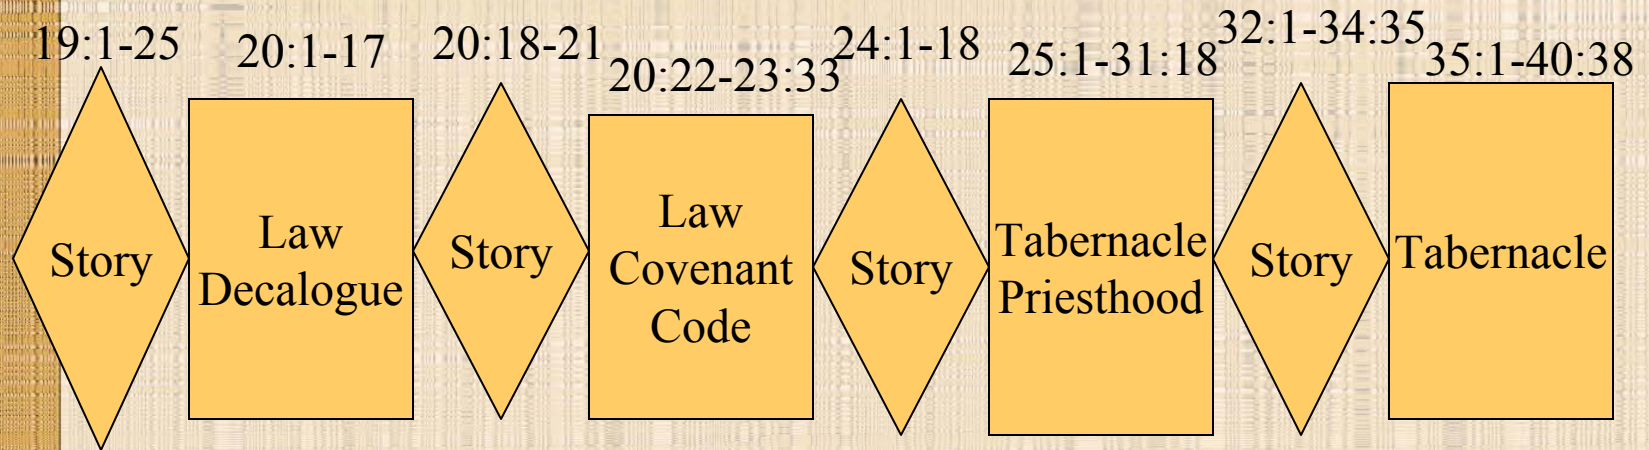 19:1-25
20:1-17
20:18-21
20:22-23:33
24:1-18
25:1-31:18
32:1-34:35
35:1-40:38
Story
Law
Decalogue
Story
Law
Covenant
Code
Story
Tabernacle
Priesthood
Story
Tabernacle